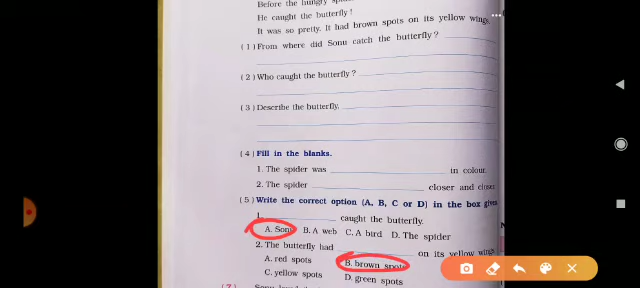 Before the hungry
He caught the butterfly !
It was so pretty. It had brown spots on its yellow wings.
( 1 ) From where did Sonu catch the butterfly ?
( 2 ) Who caught the butterfly ?
( 3 ) Describe the butterfly.
( 4 ) Fill in the blanks.
1. The spider was in colour.
2. The spider closer and closer
( 5 ) Write the correct option (A, B, C or D) in the box given
1. caught the butterfly.
A. Sonu B. A web C. A bird D. The spider
2. The butterfly had on its yellow wings
A. red spots B. brown spots
C. yellow spots D. green spots